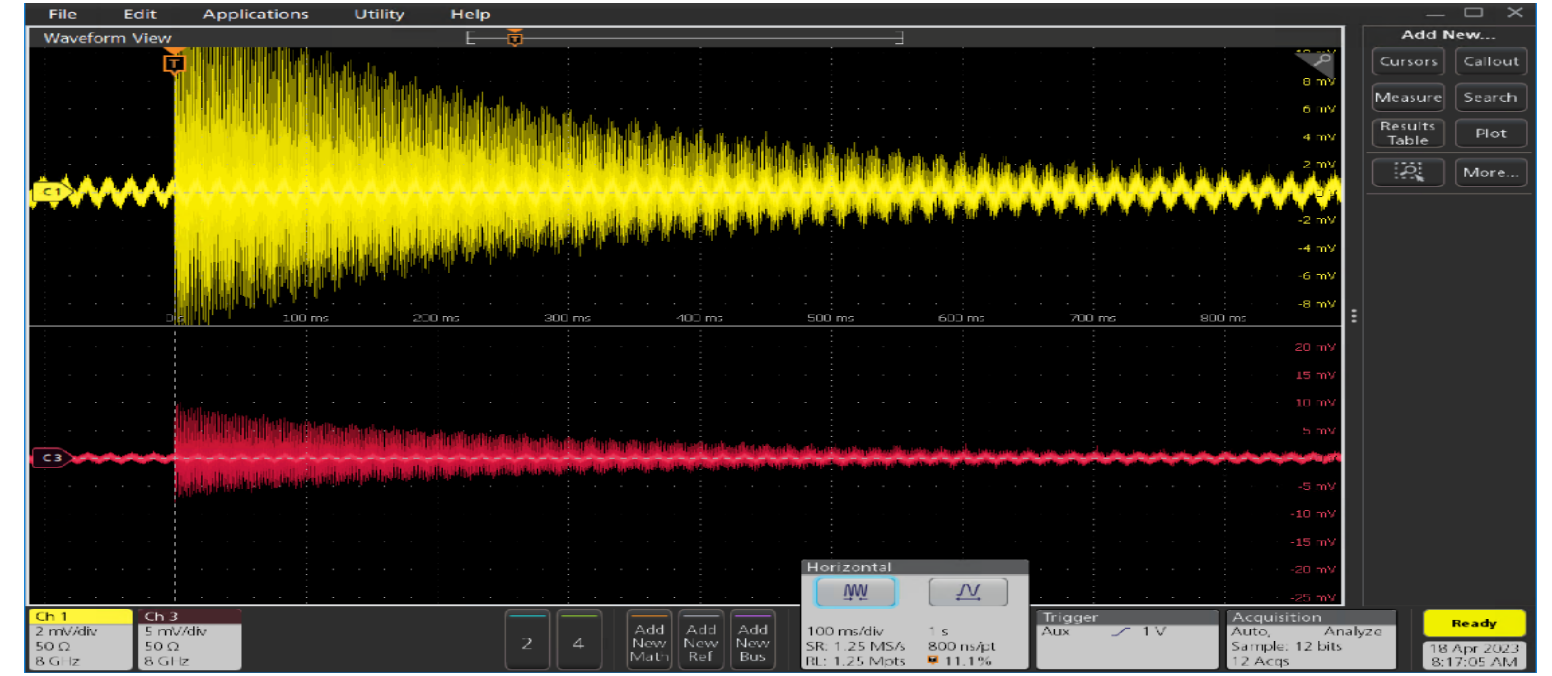 File Edit Applications Utility Help
Waveform View
Add New...
Cursors Callout
Measure Search
Results Table Plot
More...
T
T
C1
8 mV
6 mV
4 mV
2 mV
-2 mV
-4 mV
-6 mV
-8 mV
100 ms 200 ms 300 ms 400 ms 500 ms 600 ms 700 ms 800 ms
C3
20 mV
15 mV
10 mV
5 mV
-5 mV
-10 mV
-15 mV
-20 mV
-25 mV
Ch 1
2 mV/div
50 Ω
8 GHz
Ch 3
5 mV/div
50 Ω
8 GHz
2
4
Add New Math
Add New Ref
Add New Bus
Horizontal
100 ms/div 1 s
SR: 1.25 MS/s 800 ns/pt
RL: 1.25 Mpts 11.1%
Trigger
Aux 1 V
Acquisition
Auto, Analyze
Sample: 12 bits
12 Acqs
Ready
18 Apr 2023
8:17:05 AM